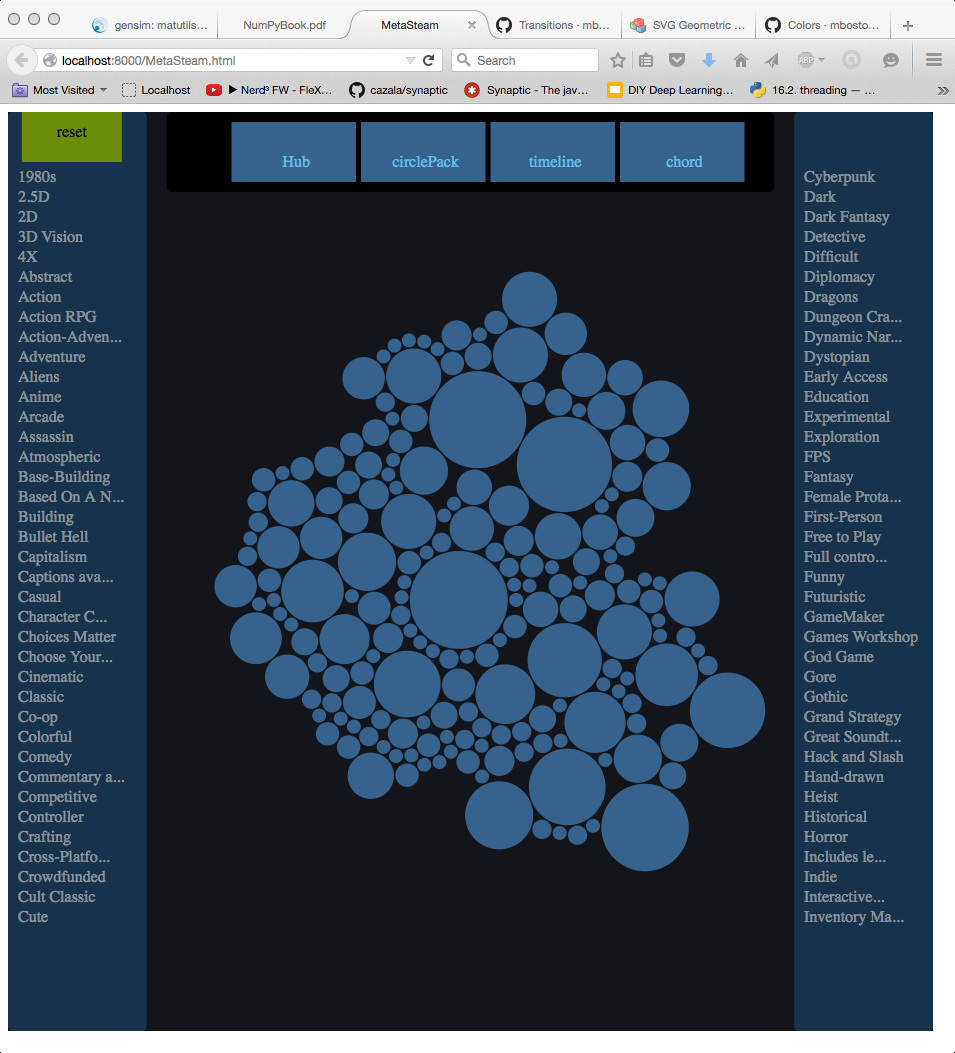 gensim: matutils...
NumPyBook.pdf
MetaSteam
Transitions · mb...
SVG Geometric ...
Colors · mbosto...
localhost:8000/MetaSteam.html
Search
ABP
Most Visited
Localhost
▶ Nerd³ FW - FleX...
cazala/synaptic
Synaptic - The jav...
DIY Deep Learning...
16.2. threading — ...
reset
Hub
circlePack
timeline
chord
1980s
2.5D
2D
3D Vision
4X
Abstract
Action
Action RPG
Action-Adven...
Adventure
Aliens
Anime
Arcade
Assassin
Atmospheric
Base-Building
Based On A N...
Building
Bullet Hell
Capitalism
Captions ava...
Casual
Character C...
Choices Matter
Choose Your...
Cinematic
Classic
Co-op
Colorful
Comedy
Commentary a...
Competitive
Controller
Crafting
Cross-Platfo...
Crowdfunded
Cult Classic
Cute
Cyberpunk
Dark
Dark Fantasy
Detective
Difficult
Diplomacy
Dragons
Dungeon Cra...
Dynamic Nar...
Dystopian
Early Access
Education
Experimental
Exploration
FPS
Fantasy
Female Prota...
First-Person
Free to Play
Full contro...
Funny
Futuristic
GameMaker
Games Workshop
God Game
Gore
Gothic
Grand Strategy
Great Soundt...
Hack and Slash
Hand-drawn
Heist
Historical
Horror
Includes le...
Indie
Interactive...
Inventory Ma...